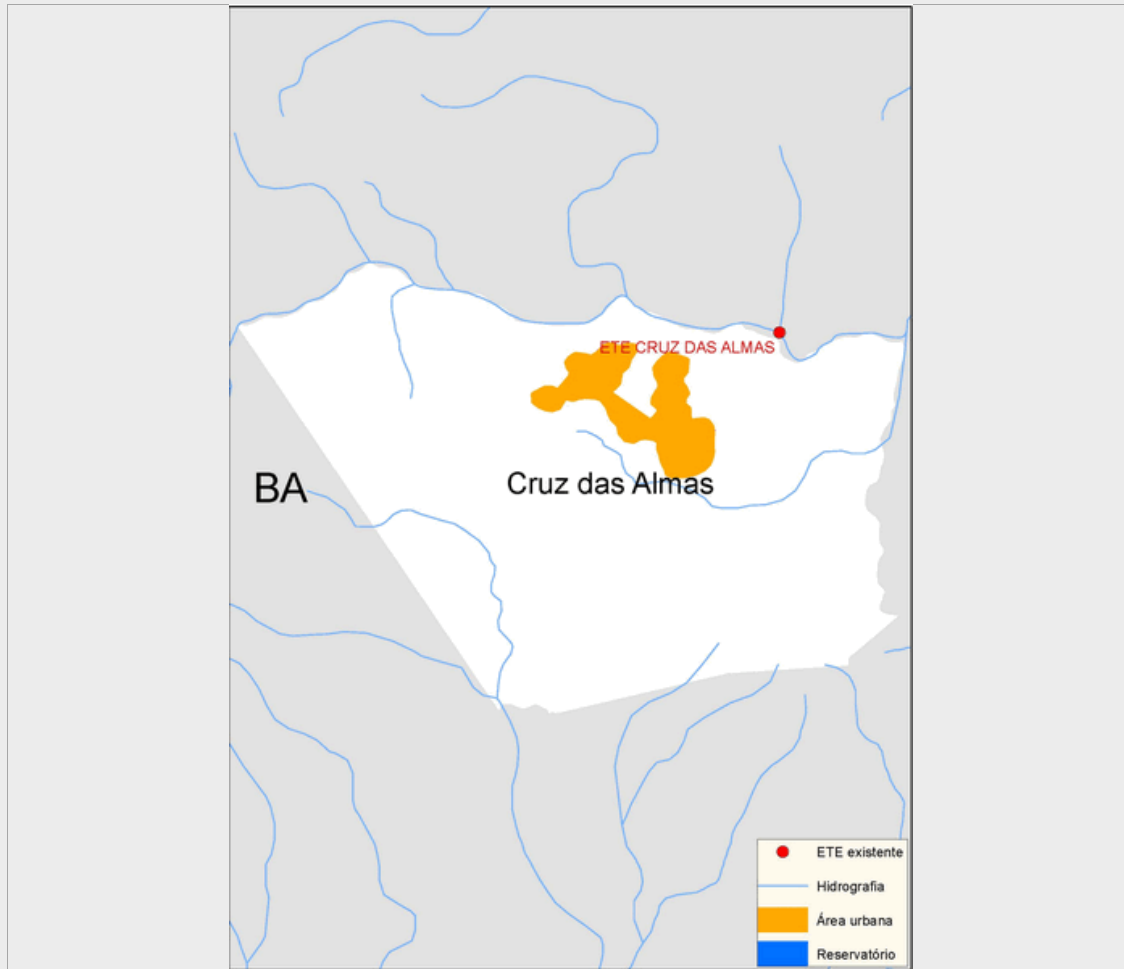 ETE CRUZ DAS ALMAS
BA
Cruz das Almas
ETE existente
Hidrografia
Área urbana
Reservatório